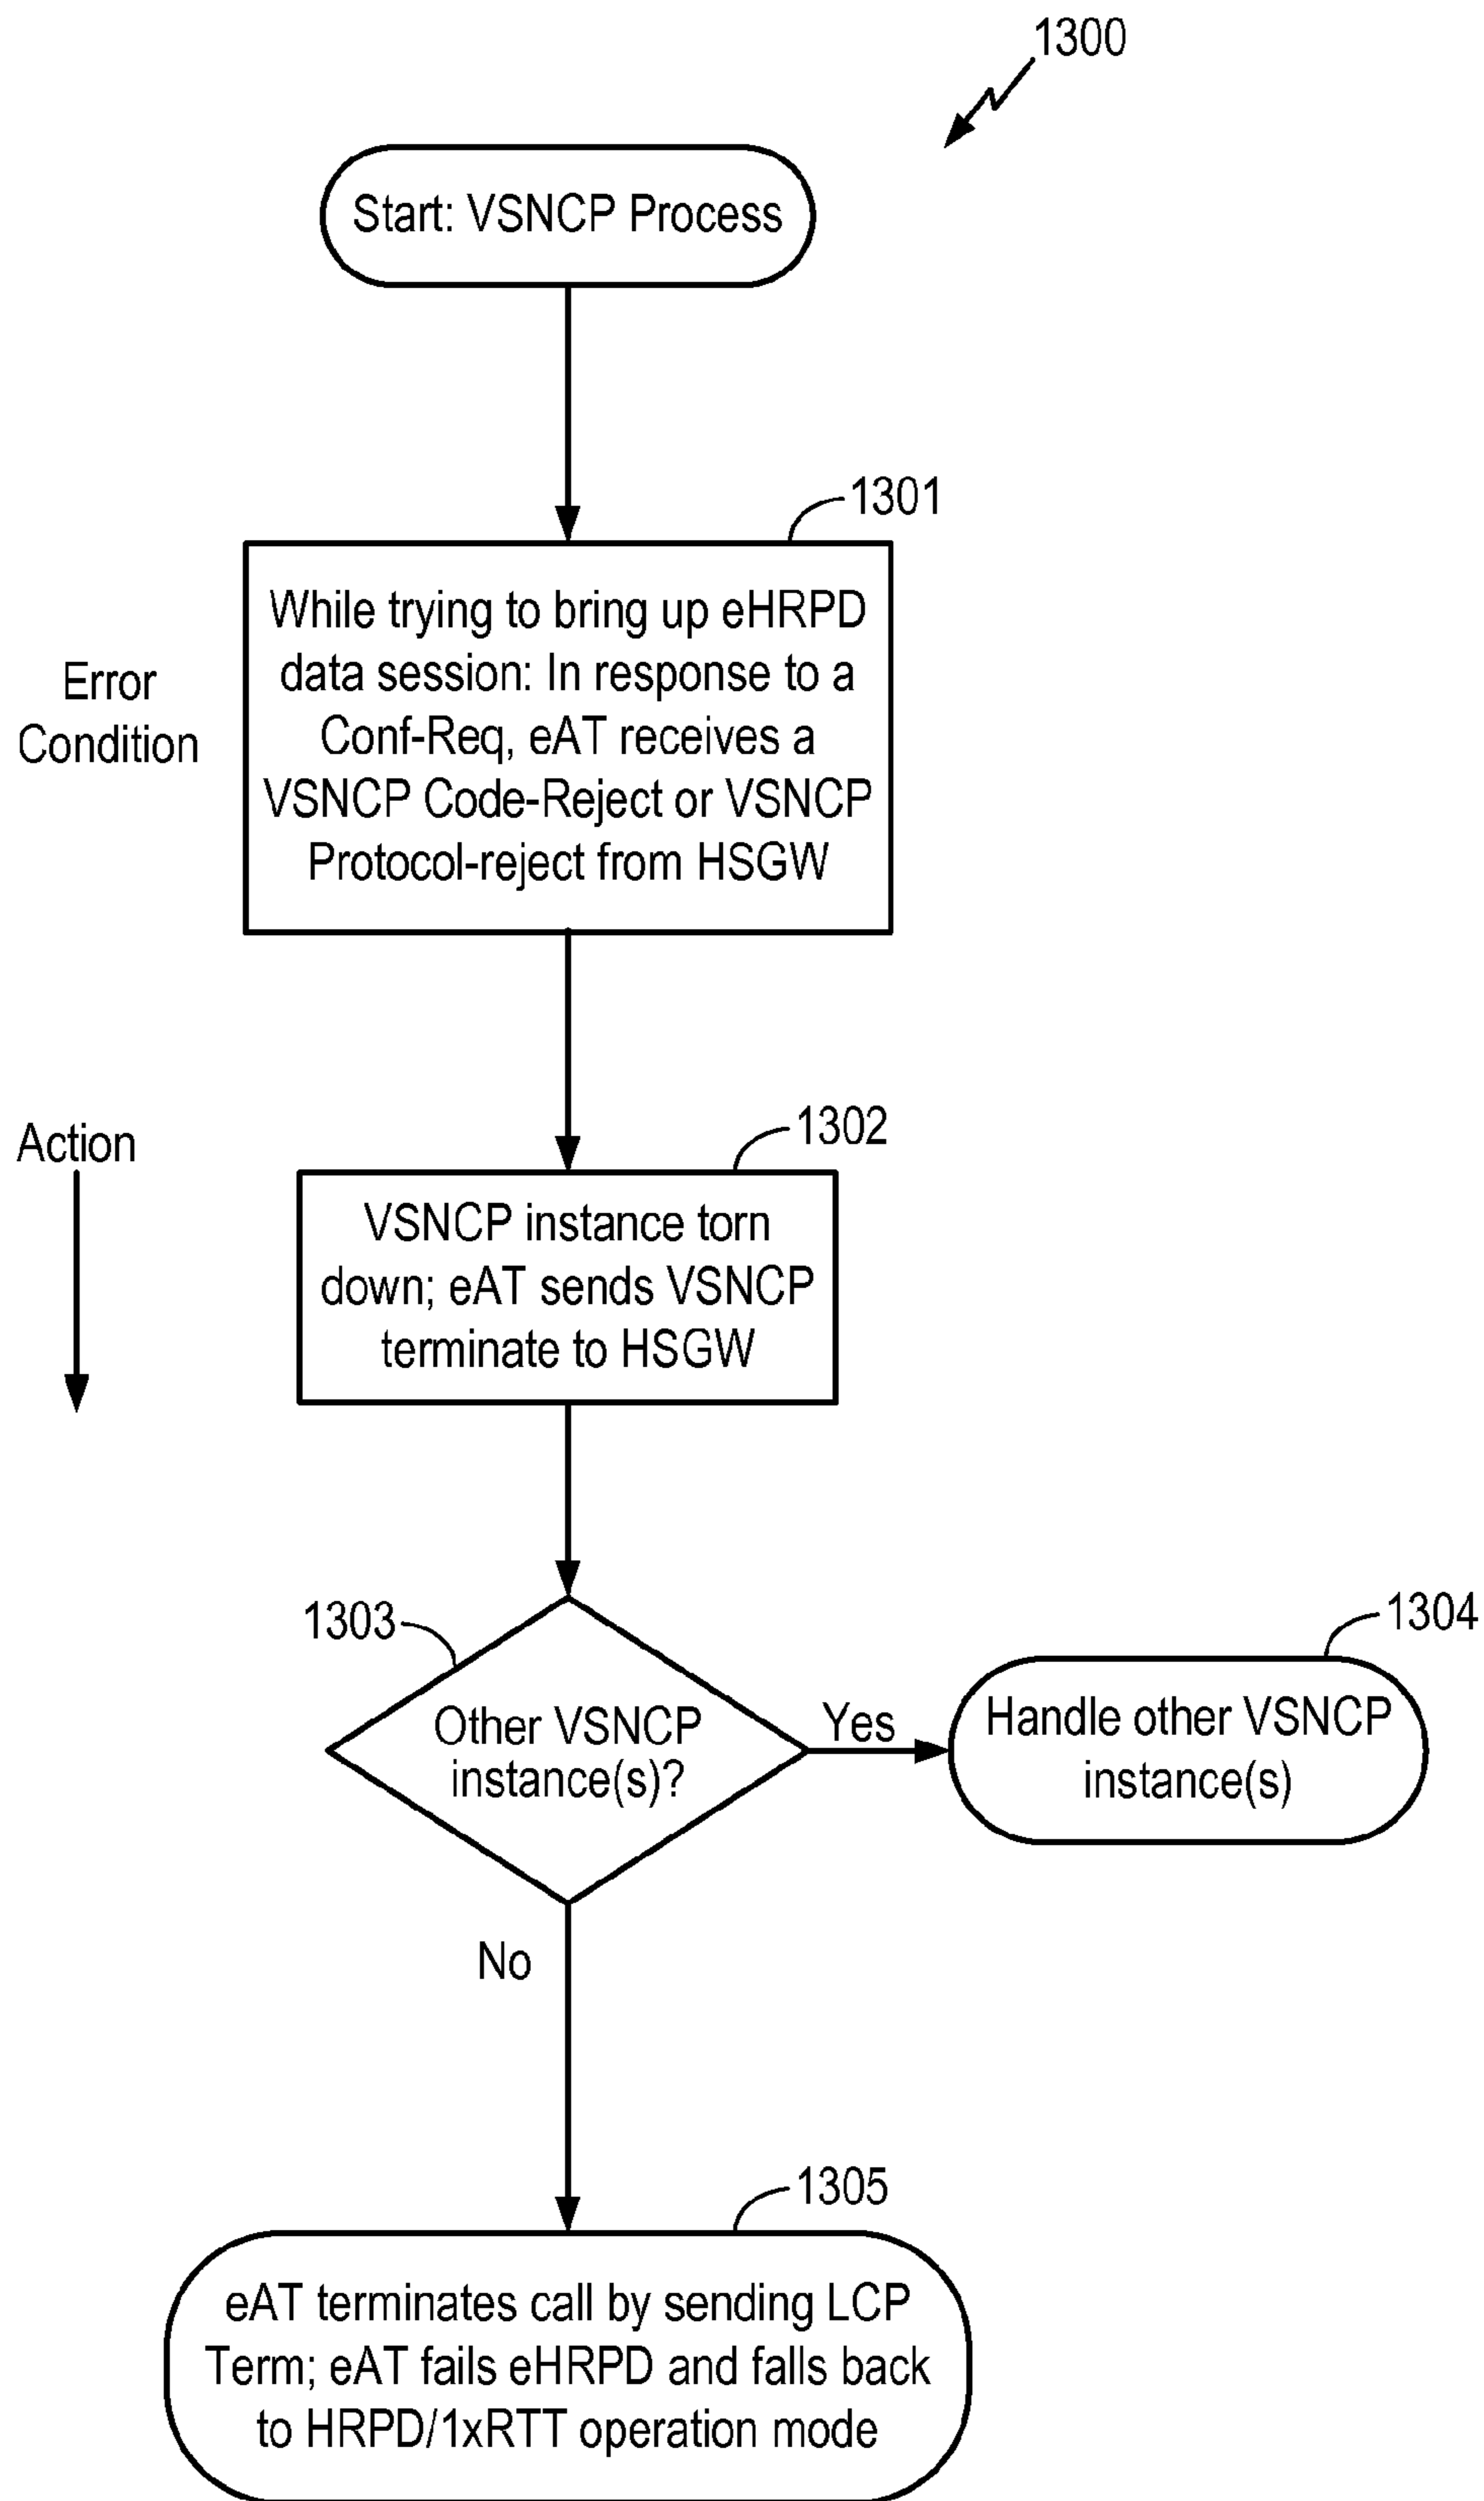 1300
Start: VSNCP Process
1301
Error
Condition
While trying to bring up eHRPD
data session: In response to a
Conf-Req, eAT receives a
VSNCP Code-Reject or VSNCP
Protocol-reject from HSGW
Action
1302
VSNCP instance torn
down; eAT sends VSNCP
terminate to HSGW
1303
Other VSNCP
instance(s)?
Yes
1304
Handle other VSNCP
instance(s)
No
1305
eAT terminates call by sending LCP
Term; eAT fails eHRPD and falls back
to HRPD/1xRTT operation mode